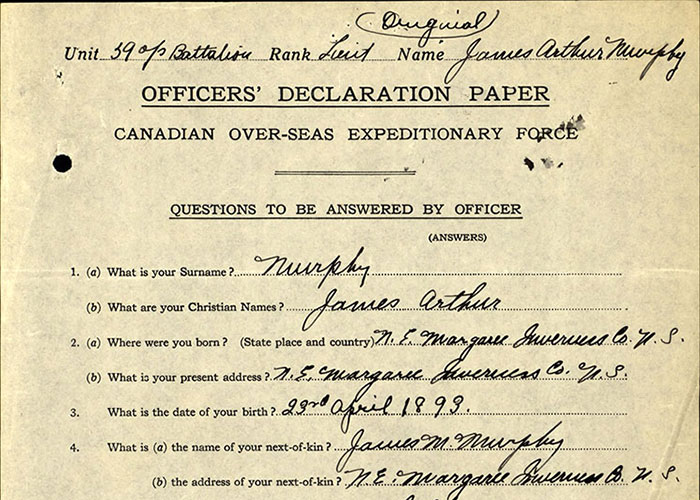 Original
Unit 39 o/s Battalion Rank Lieut Name James Arthur Murphy
OFFICERS' DECLARATION PAPER
CANADIAN OVER-SEAS EXPEDITIONARY FORCE
QUESTIONS TO BE ANSWERED BY OFFICER
(ANSWERS)
1. (a) What is your Surname? Murphy
(b) What are your Christian Names? James Arthur
2. (a) Where were you born? (State place and country) N.E. Margaree Inverness Co. N.S.
(b) What is your present address? N.E. Margaree Inverness Co. N.S.
3. What is the date of your birth? 23rd April 1893.
4. What is (a) the name of your next-of-kin? James M Murphy
(b) the address of your next-of-kin? N.E. Margaree Inverness Co. N.S.